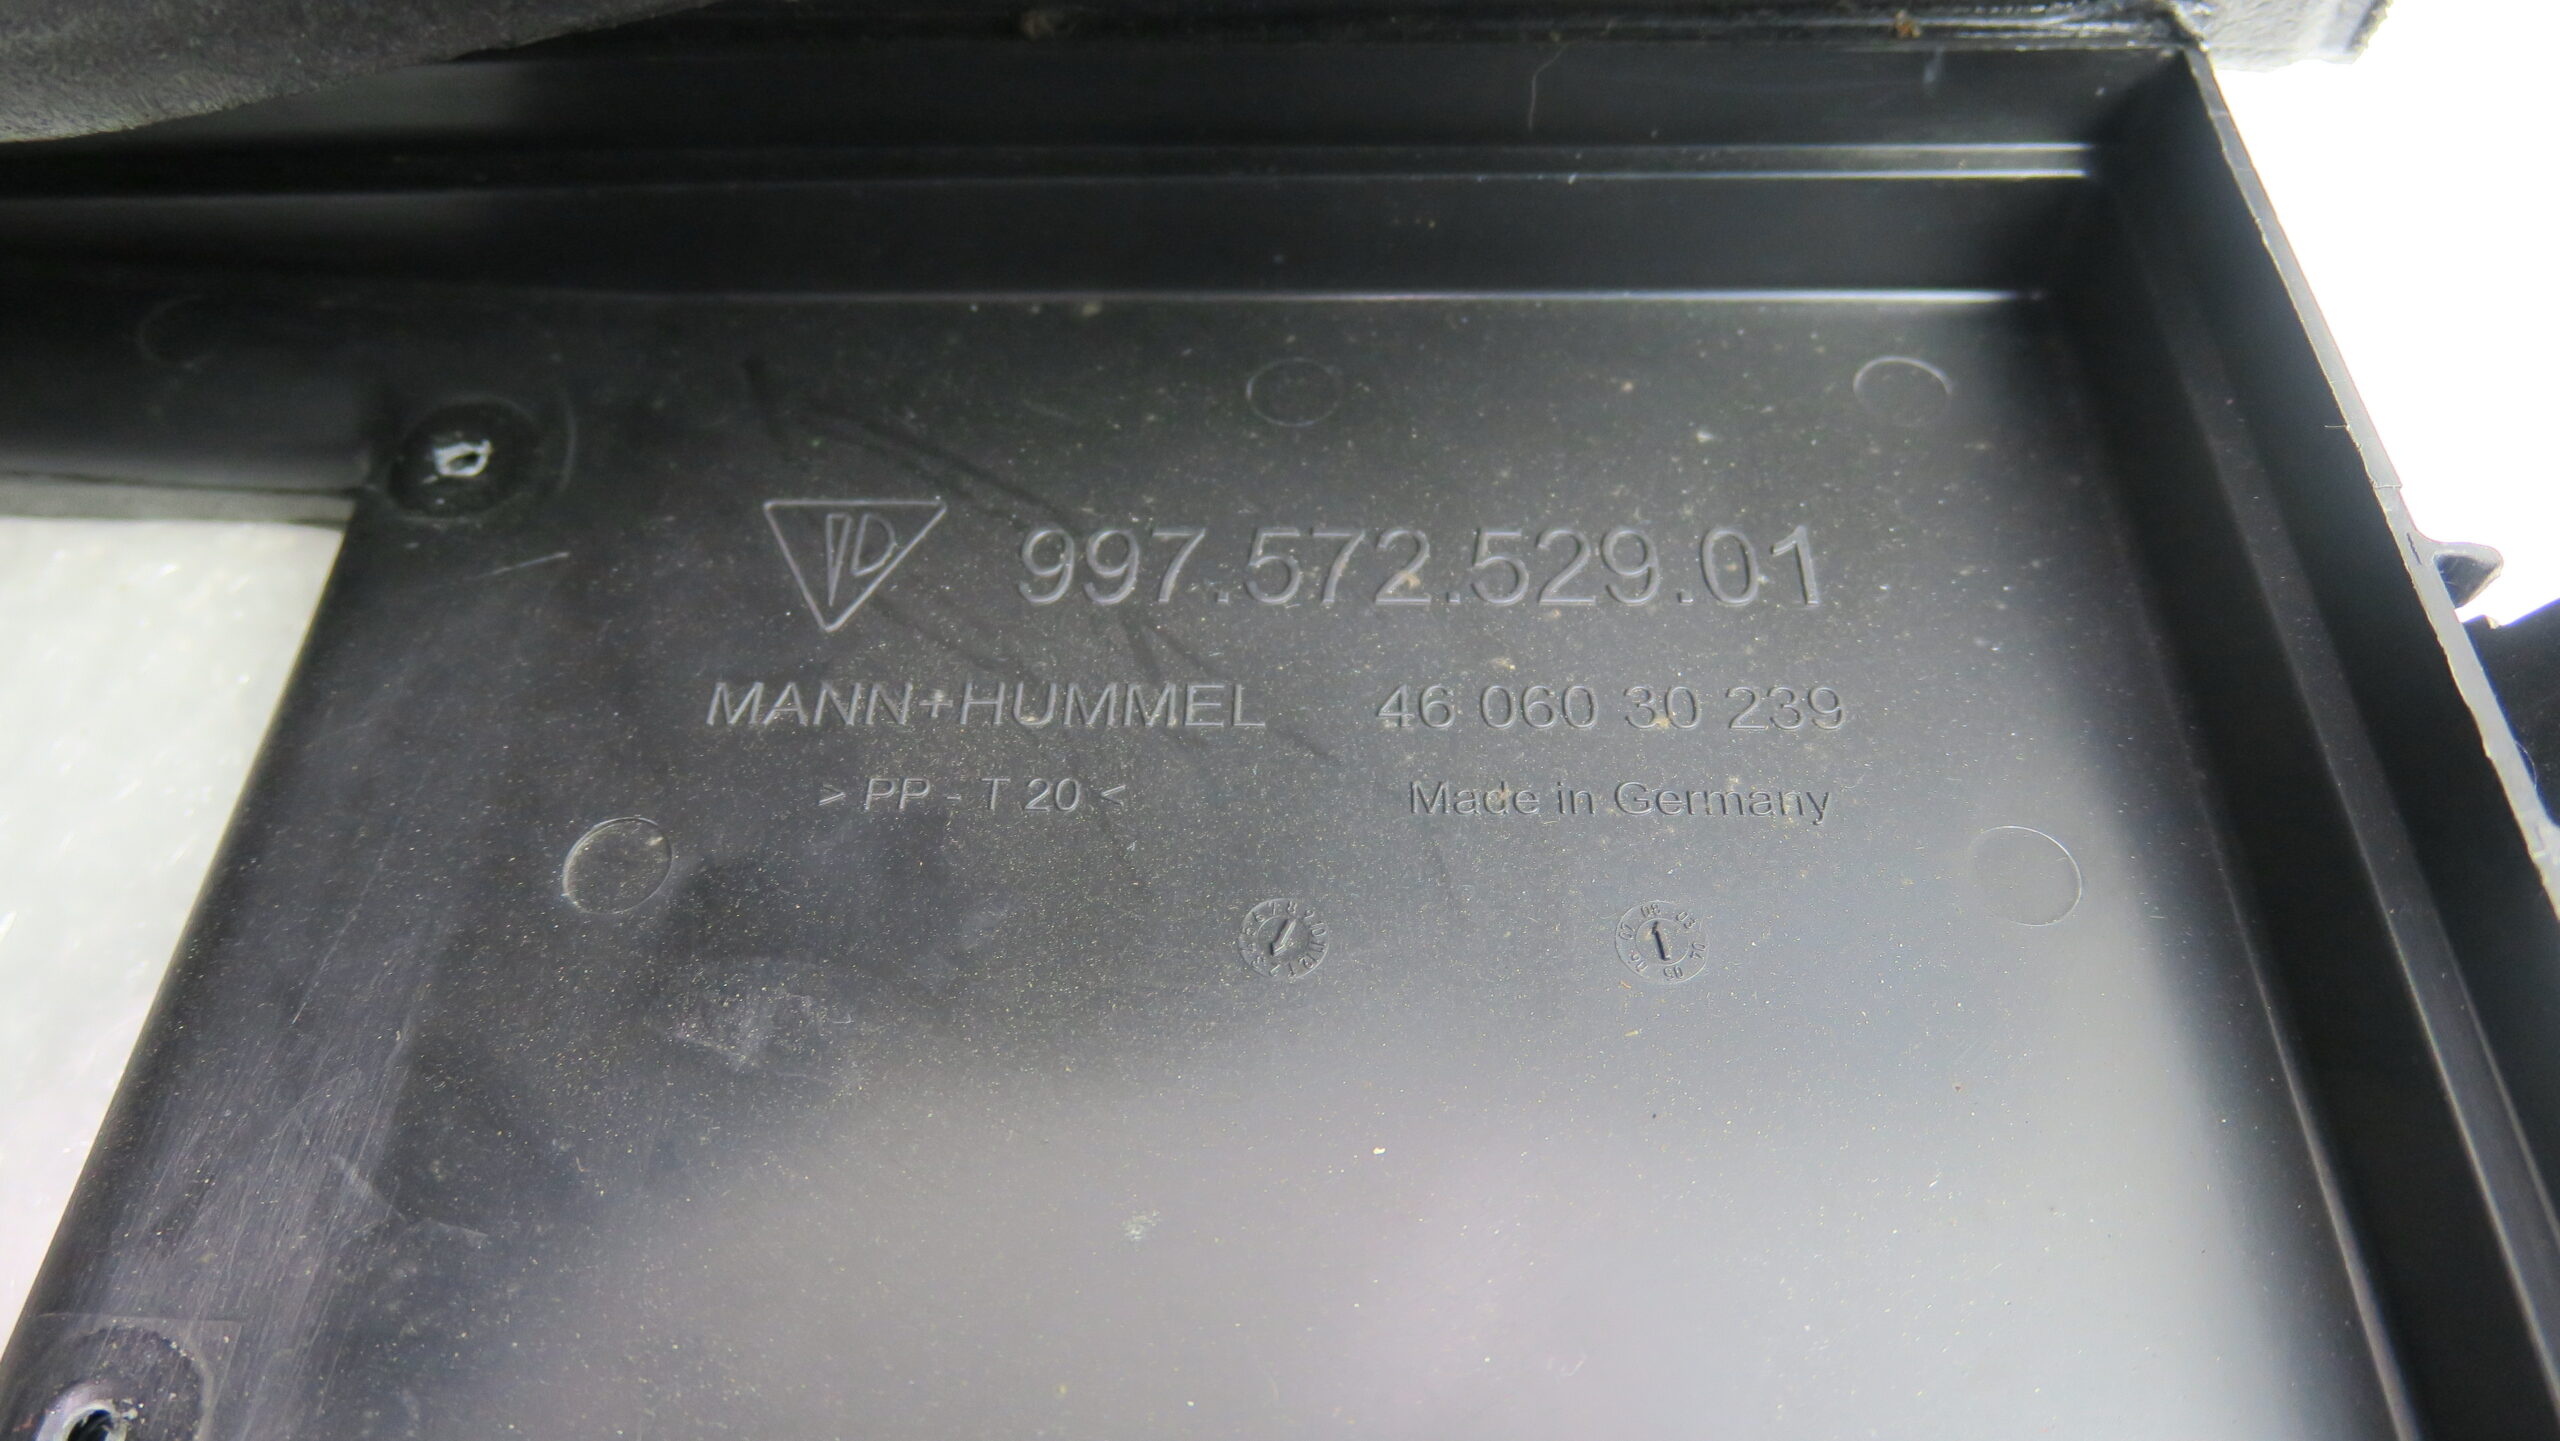 997.572.529.01
MANN+HUMMEL 46 060 30 239
> PP - T 20 < Made in Germany